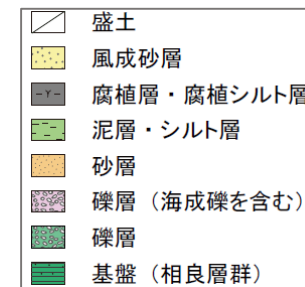 盛土
風成砂層
腐植層・腐植シルト層
泥層・シルト層
砂層
礫層（海成礫を含む）
礫層
基盤（相良層群）